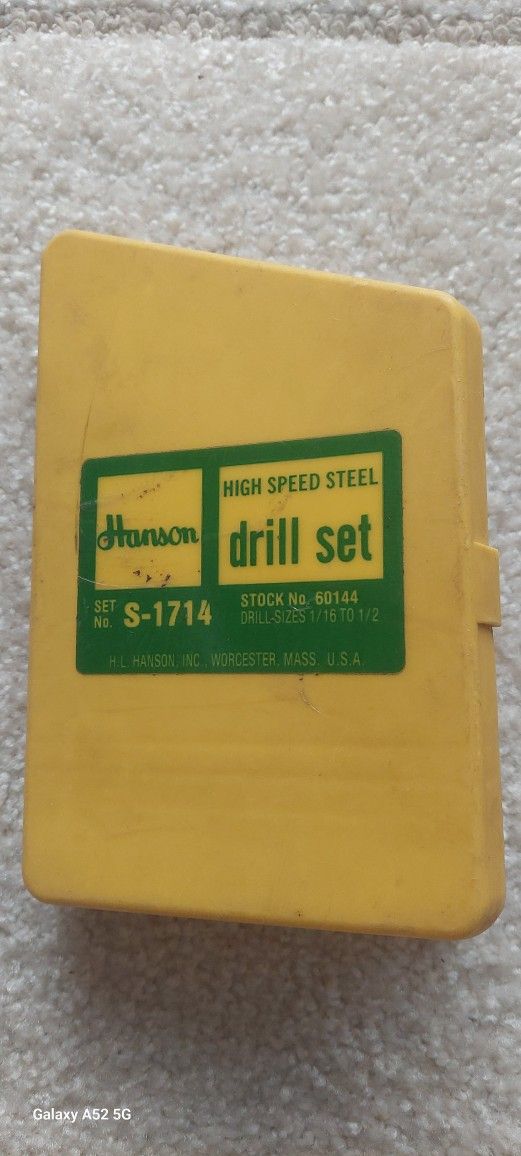 Hanson
HIGH SPEED STEEL
drill set
SET No. S-1714
STOCK No. 60144
DRILL-SIZES 1/16 TO 1/2
H.L. HANSON, INC., WORCESTER, MASS. U.S.A.
Galaxy A52 5G